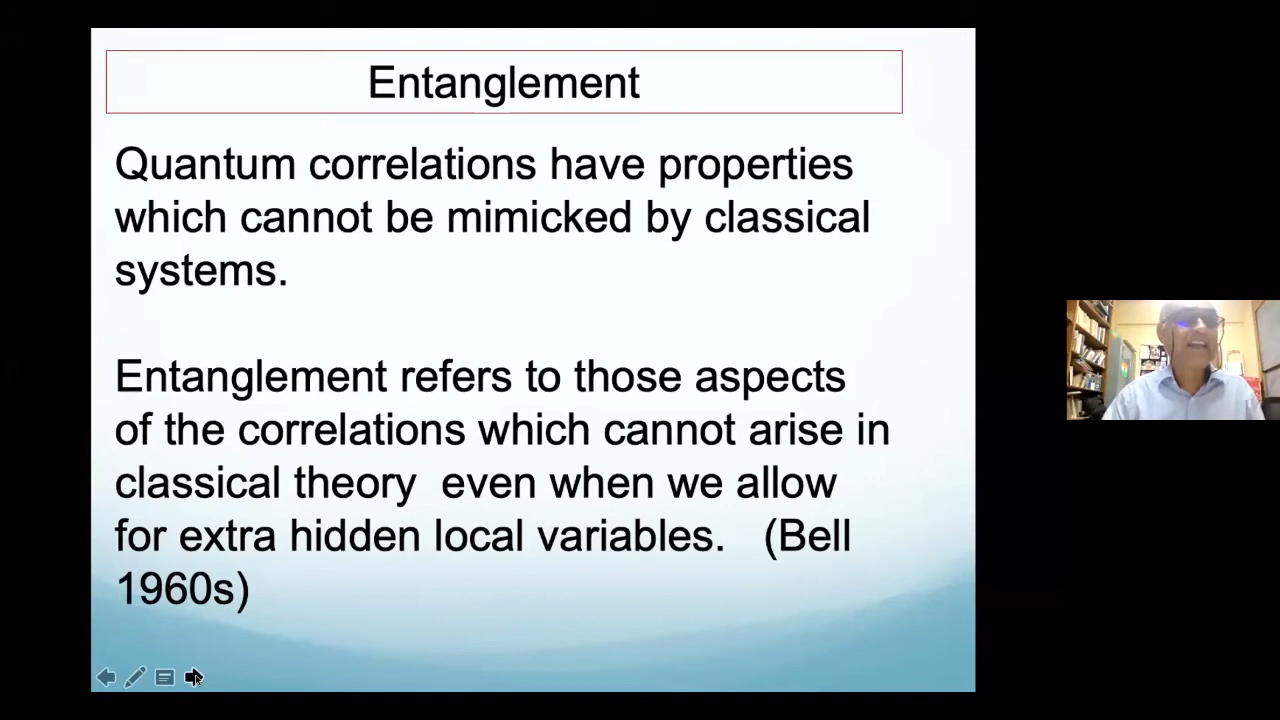 Entanglement
Quantum correlations have properties
which cannot be mimicked by classical
systems.
Entanglement refers to those aspects
of the correlations which cannot arise in
classical theory  even when we allow
for extra hidden local variables.   (Bell
1960s)